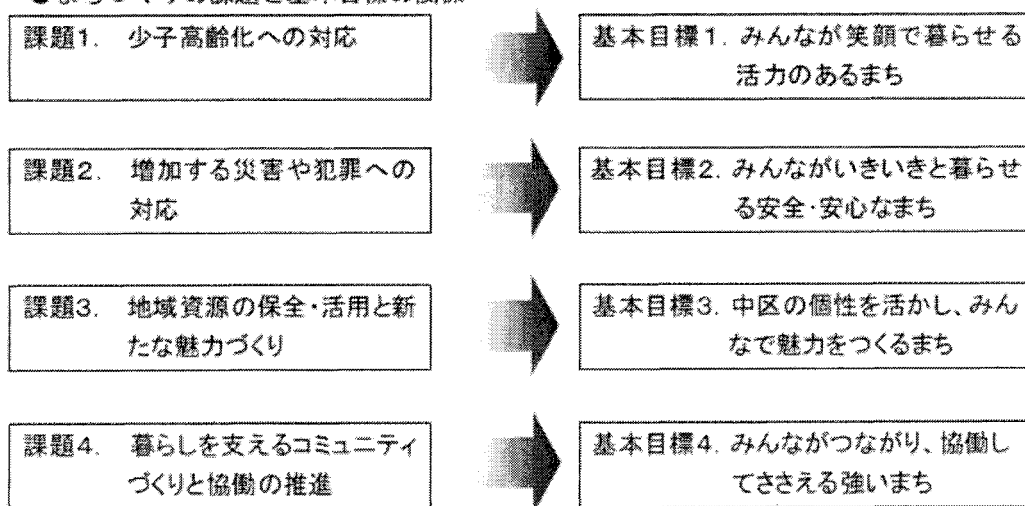 課題1. 少子高齢化への対応
基本目標1. みんなが笑顔で暮らせる
活力のあるまち
課題2. 増加する災害や犯罪への
対応
基本目標2. みんながいきいきと暮らせ
る安全・安心なまち
課題3. 地域資源の保全・活用と新
たな魅力づくり
基本目標3. 中区の個性を活かし、みん
なで魅力をつくるまち
課題4. 暮らしを支えるコミュニティ
づくりと協働の推進
基本目標4. みんながつながり、協働し
てささえる強いまち